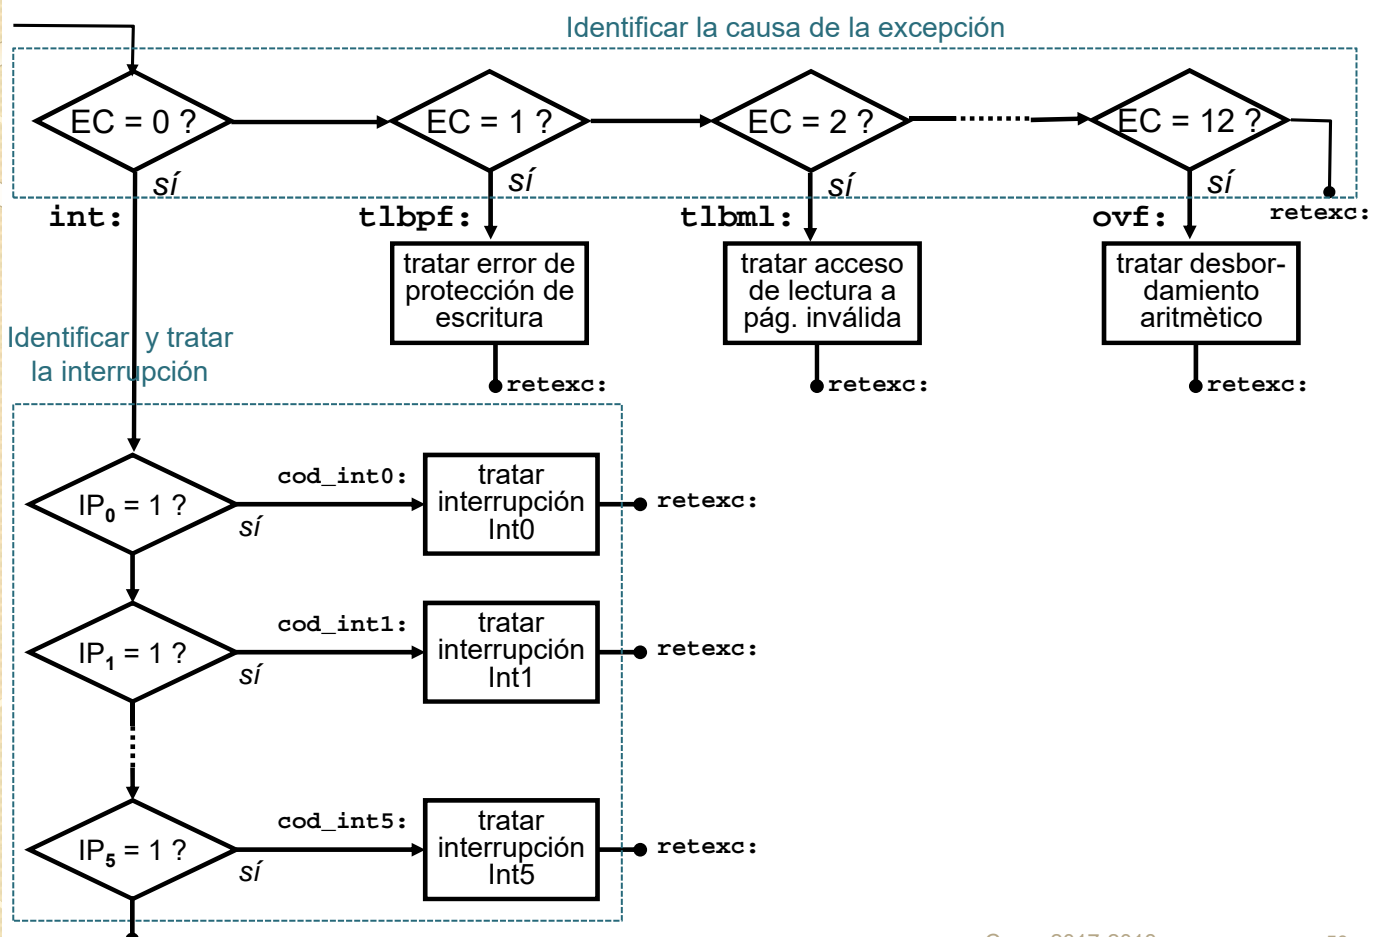 Identificar la causa de la excepción
EC = 0 ?
EC = 1 ?
EC = 2 ?
EC = 12 ?
sí
sí
sí
sí
int:
tlbpf:
tlbml:
ovf:
retexc:
tratar error de
protección de
escritura
tratar acceso
de lectura a
pág. inválida
tratar desbor-
damiento
aritmètico
Identificar y tratar
la interrupción
retexc:
retexc:
retexc:
IP0 = 1 ?
sí
cod_int0:
tratar
interrupción
Int0
retexc:
IP1 = 1 ?
sí
cod_int1:
tratar
interrupción
Int1
retexc:
IP5 = 1 ?
sí
cod_int5:
tratar
interrupción
Int5
retexc: